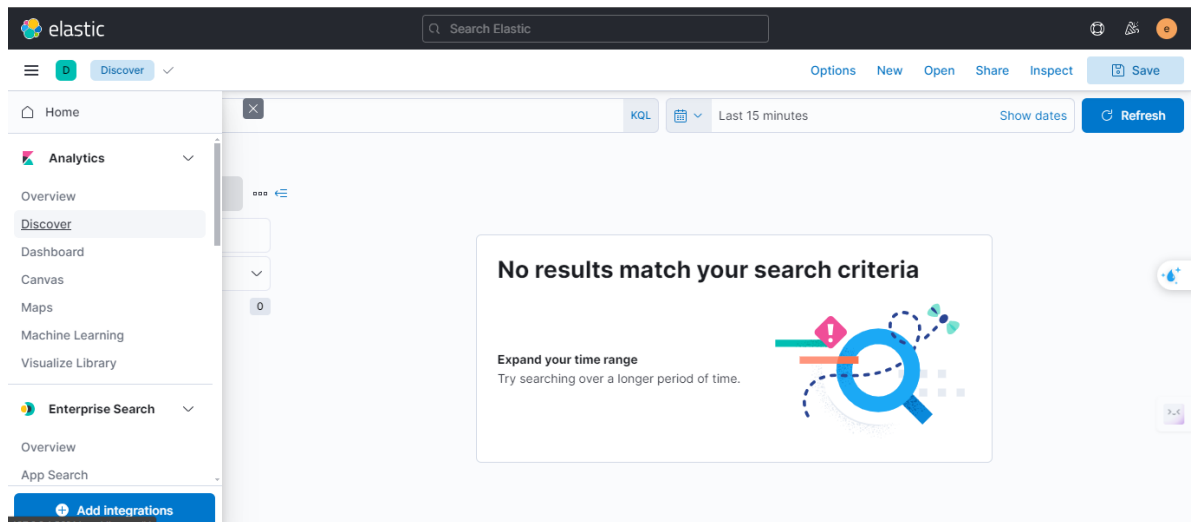 elastic
Search Elastic
e
D
Discover
Options New Open Share Inspect Save
Home
KQL
Last 15 minutes
Show dates
Refresh
Analytics
Overview
Discover
Dashboard
Canvas
Maps
Machine Learning
Visualize Library
0
No results match your search criteria
Expand your time range
Try searching over a longer period of time.
Enterprise Search
Overview
App Search
Add integrations